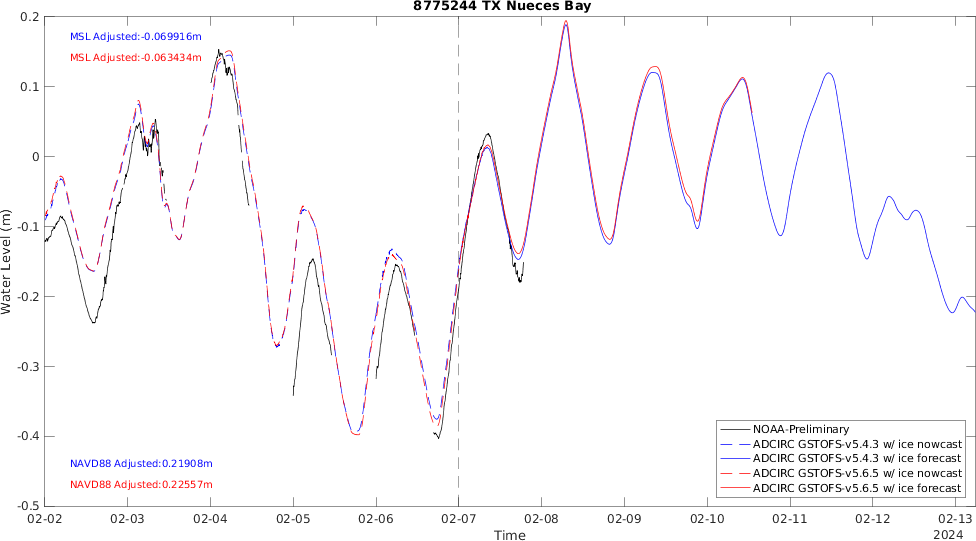 8775244 TX Nueces Bay
MSL Adjusted:-0.069916m
MSL Adjusted:-0.063434m
0.2
0.1
0
-0.1
-0.2
-0.3
-0.4
-0.5
Water Level (m)
NAVD88 Adjusted:0.21908m
NAVD88 Adjusted:0.22557m
NOAA-Preliminary
ADCIRC GSTOFS-v5.4.3 w/ ice nowcast
ADCIRC GSTOFS-v5.4.3 w/ ice forecast
ADCIRC GSTOFS-v5.6.5 w/ ice nowcast
ADCIRC GSTOFS-v5.6.5 w/ ice forecast
02-02 02-03 02-04 02-05 02-06 02-07 02-08 02-09 02-10 02-11 02-12 02-13
Time
2024